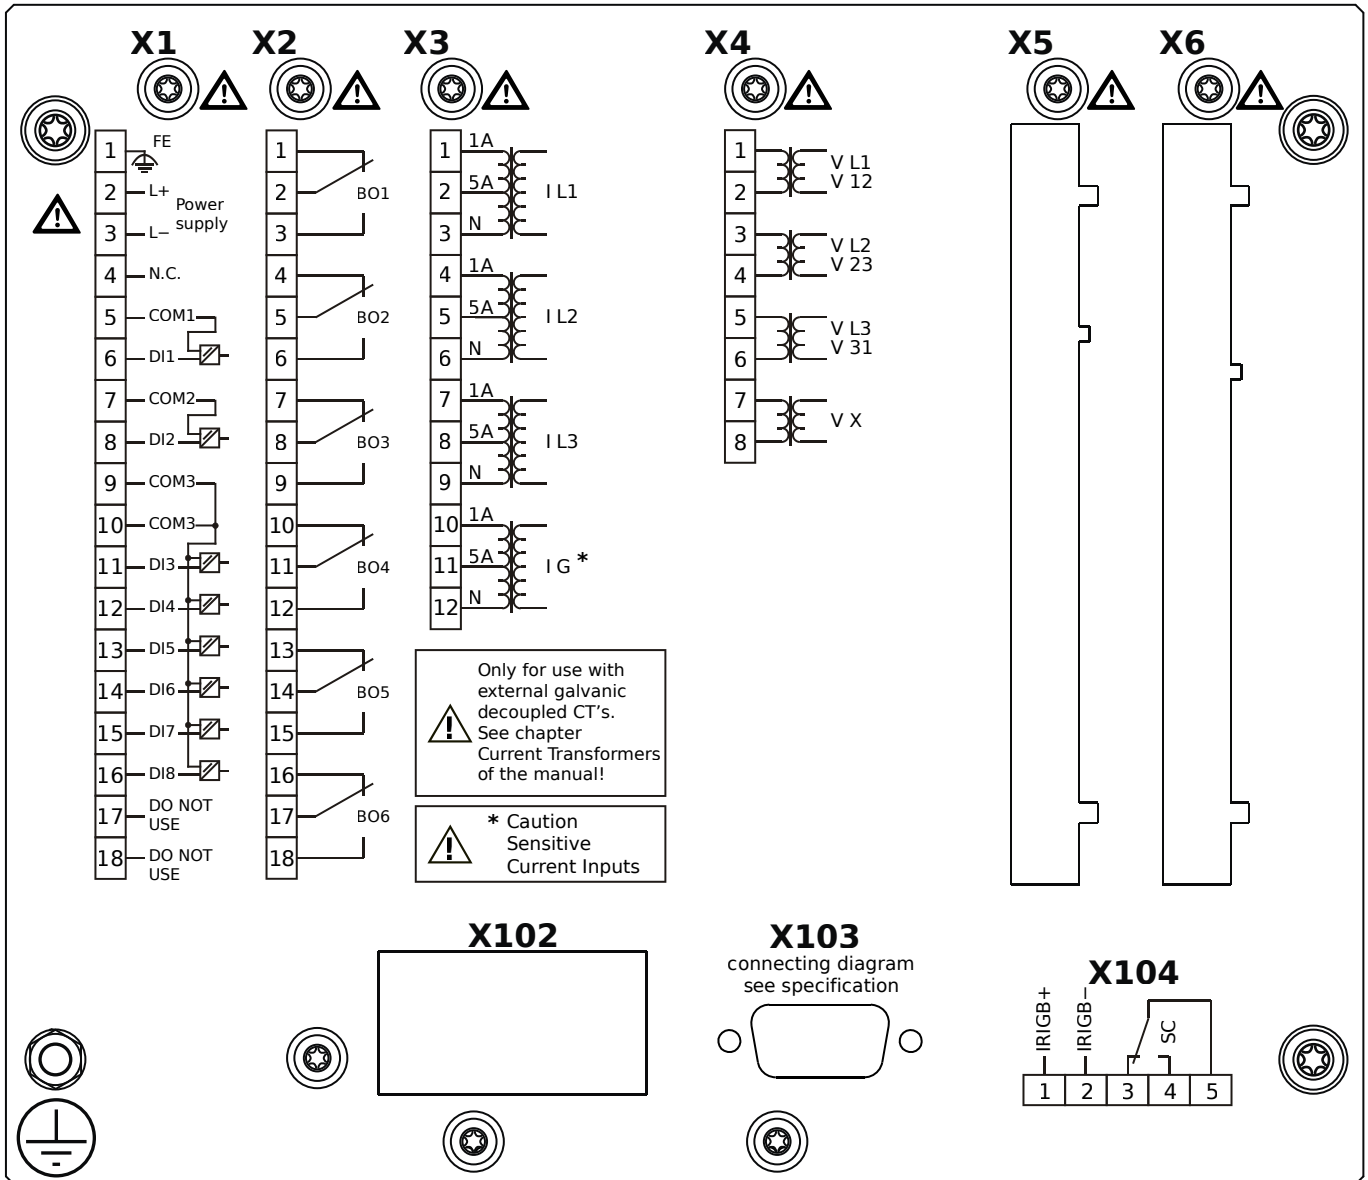 X1
X2
X3
X4
X5
X6
1
FE
2
L+
Power
supply
3
L−
4
N.C.
5
COM1
6
DI1
7
COM2
8
DI2
9
COM3
10
COM3
11
DI3
12
DI4
13
DI5
14
DI6
15
DI7
16
DI8
17
DO NOT
USE
18
DO NOT
USE
1
2
BO1
3
4
5
BO2
6
7
8
BO3
9
10
11
BO4
12
13
14
BO5
15
16
17
BO6
18
1
1A
2
5A
I L1
3
N
4
1A
5
5A
I L2
6
N
7
1A
8
5A
I L3
9
N
10
1A
11
5A
I G *
12
N
Only for use with
external galvanic
decoupled CT's.
See chapter
Current Transformers
of the manual!
* Caution
Sensitive
Current Inputs
1
V L1
2
V 12
3
V L2
4
V 23
5
V L3
6
V 31
7
V X
8
X102
X103
connecting diagram
see specification
X104
IRIGB+
IRIGB−
SC
1
2
3
4
5